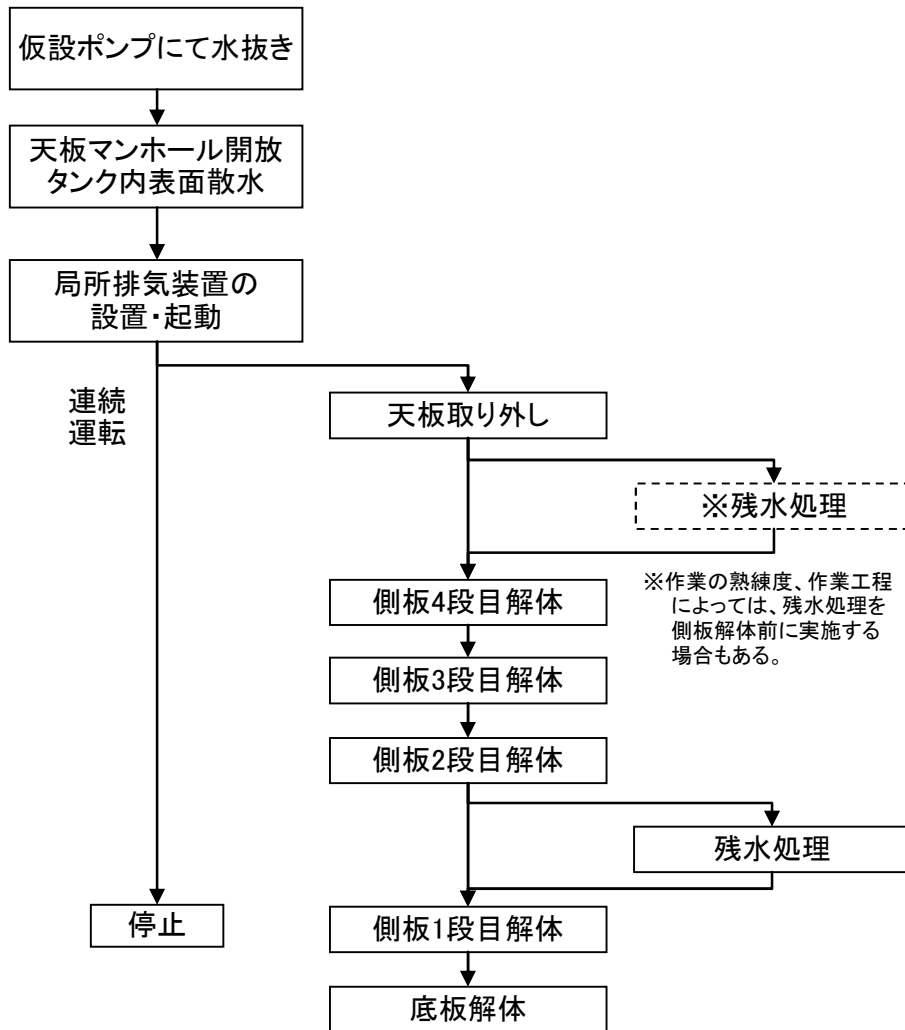 仮設ポンプにて水抜き
天板マンホール開放
タンク内表面散水
局所排気装置の
設置・起動
連続
運転
天板取り外し
※残水処理
側板4段目解体
※作業の熟練度、作業工程
によっては、残水処理を
側板解体前に実施する
場合もある。
側板3段目解体
側板2段目解体
残水処理
停止
側板1段目解体
底板解体